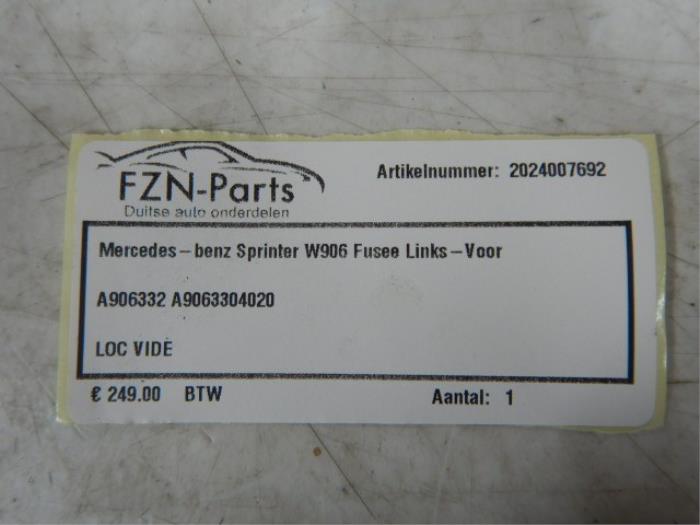 FZN-Parts
Duitse auto onderdelen
Artikelnummer: 2024007692
Mercedes-benz Sprinter W906 Fusee Links-Voor
A906332 A9063304020
LOC VIDE
€ 249.00 BTW
Aantal: 1